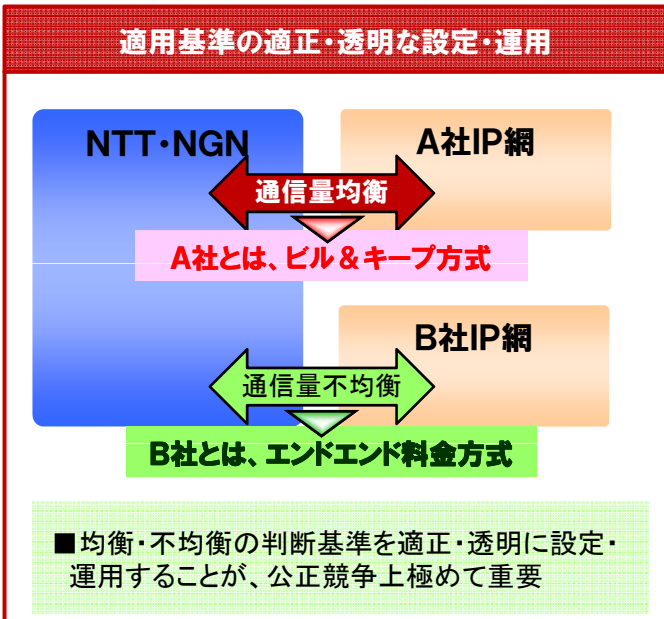 適用基準の適正・透明な設定・運用
NTT・NGN
A社IP網
通信量均衡
A社とは、ビル＆キープ方式
B社IP網
通信量不均衡
B社とは、エンドエンド料金方式
■均衡・不均衡の判断基準を適正・透明に設定・
運用することが、公正競争上極めて重要